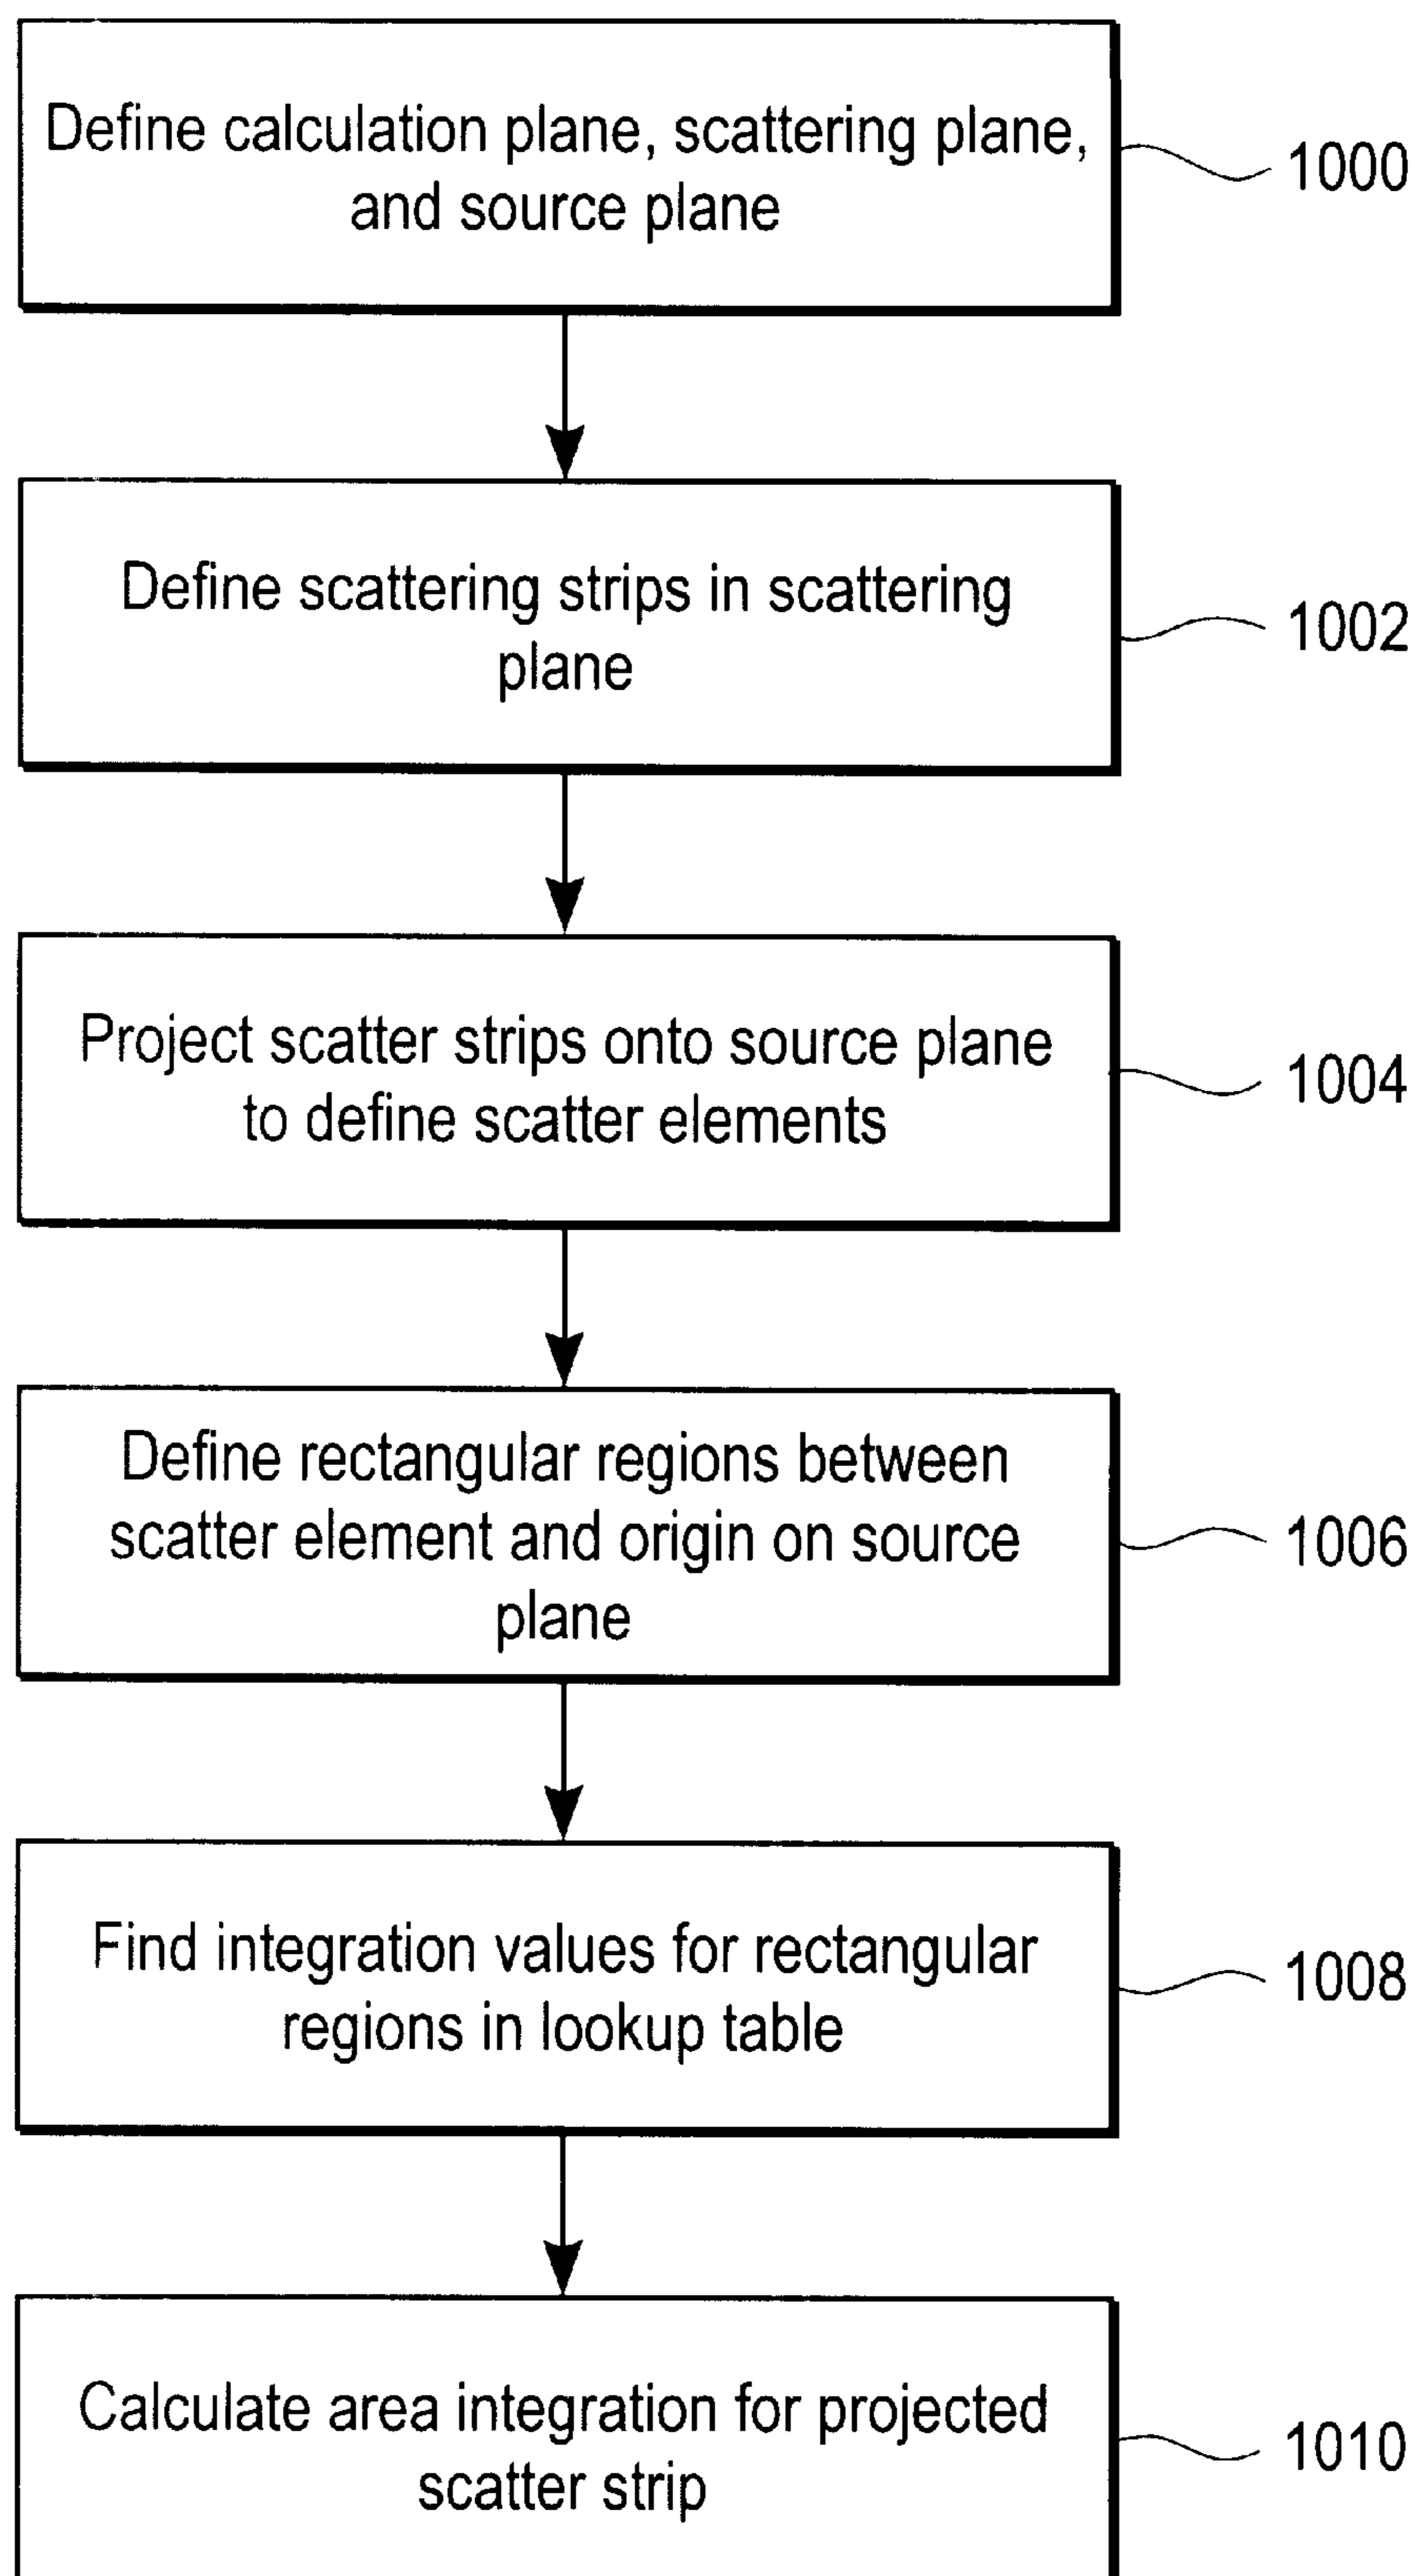 Define calculation plane, scattering plane,
and source plane
1000
Define scattering strips in scattering
plane
1002
Project scatter strips onto source plane
to define scatter elements
1004
Define rectangular regions between
scatter element and origin on source
plane
1006
Find integration values for rectangular
regions in lookup table
1008
Calculate area integration for projected
scatter strip
1010